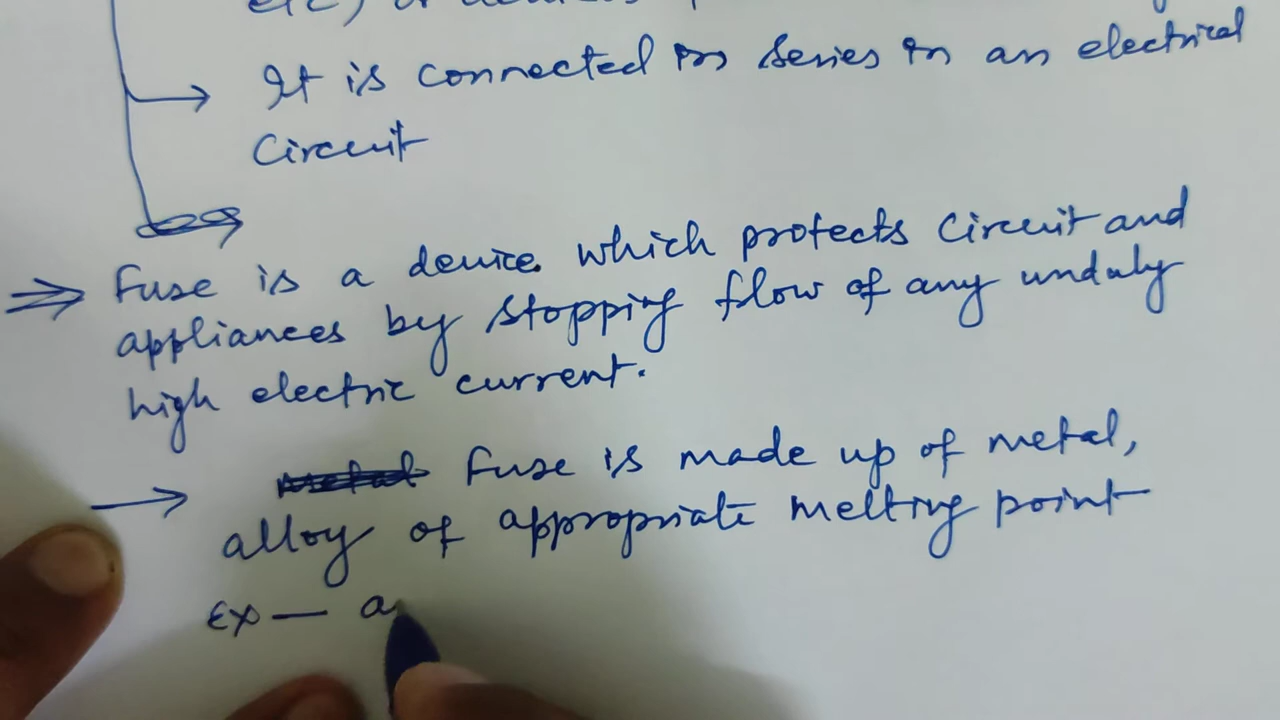 It is connected in series in an electrical
Circuit
Fuse is a device which protects circuit and
appliances by stopping flow of any unduly
high electric current.
Fuse is made up of metal,
alloy of appropriate melting point
Ex — a